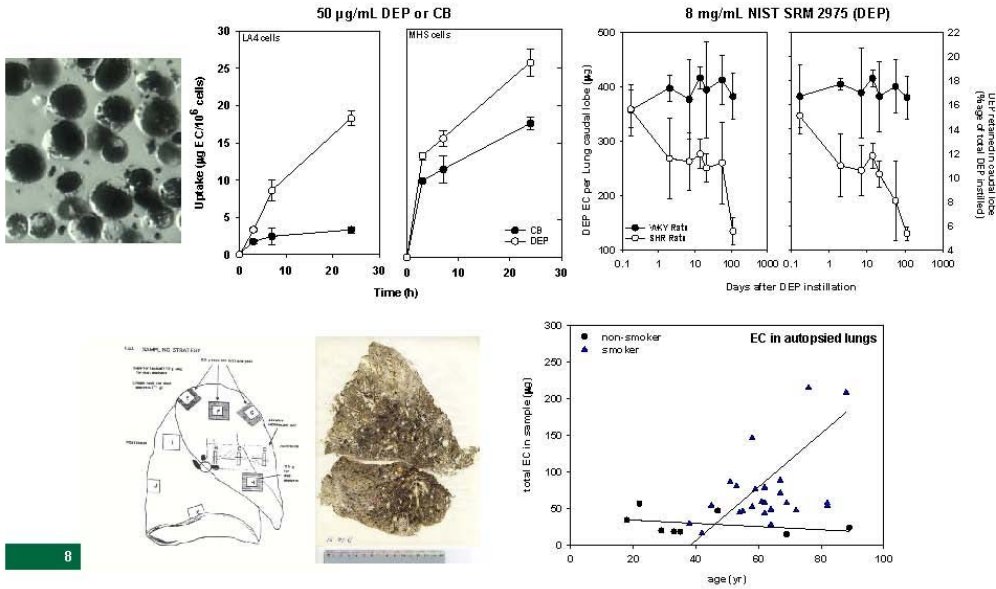 50 µg/mL DEP or CB
8 mg/mL NIST SRM 2975 (DEP)
LA4 cells
MHS cells
Uptake (µg EC/10⁶ cells)
30
25
20
15
10
5
0
0 10 20 30
0 10 20 30
Time (h)
CB
DEP
DEP EC per Lung caudal lobe (µg)
500
400
300
200
100
WKY Rats
SHR Rats
0.1 1 10 100 1000
0.1 1 10 100 1000
Days after DEP instillation
22
20
18
16
14
12
10
8
6
4
DEP retained in caudal lobe
(%age of total DEP
instilled)
SAMPLING STRATEGY
EC in autopsied lungs
non-smoker
smoker
total EC in sample (µg)
300
250
200
150
100
50
0
0 20 40 60 80 100
age (yr)
8